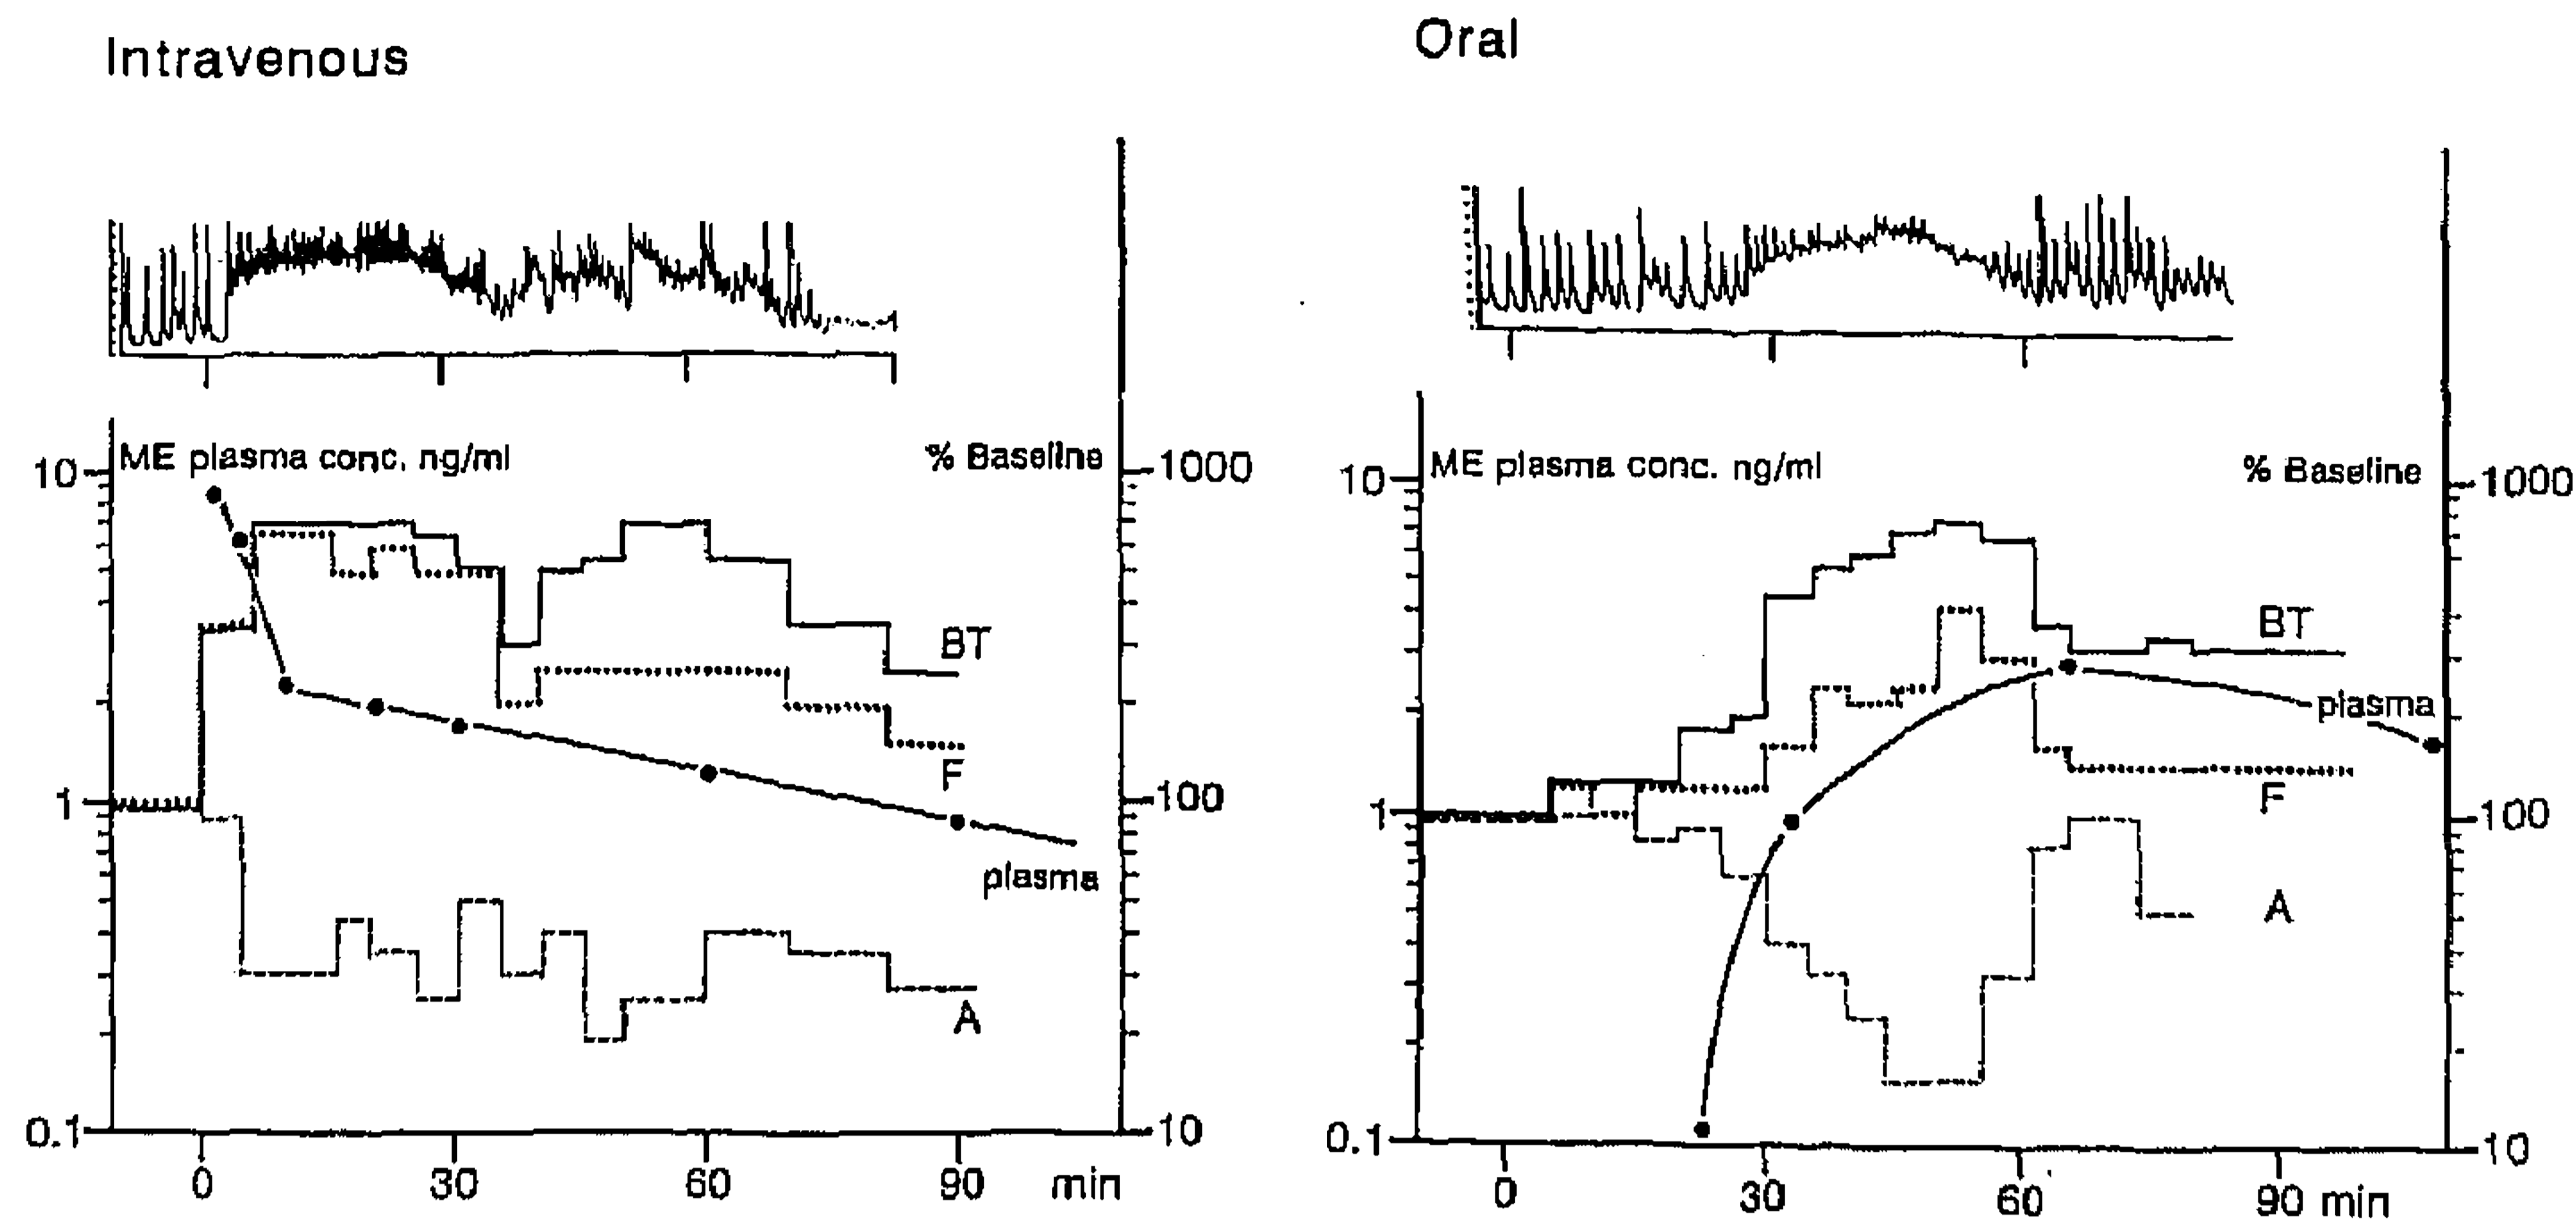 Intravenous
ME plasma conc. ng/ml
% Baseline
10
1
0.1
1000
100
10
BT
F
plasma
A
0
30
60
90
min
Oral
ME plasma conc. ng/ml
% Baseline
10
1
0.1
1000
100
10
BT
plasma
F
A
0
30
60
90 min